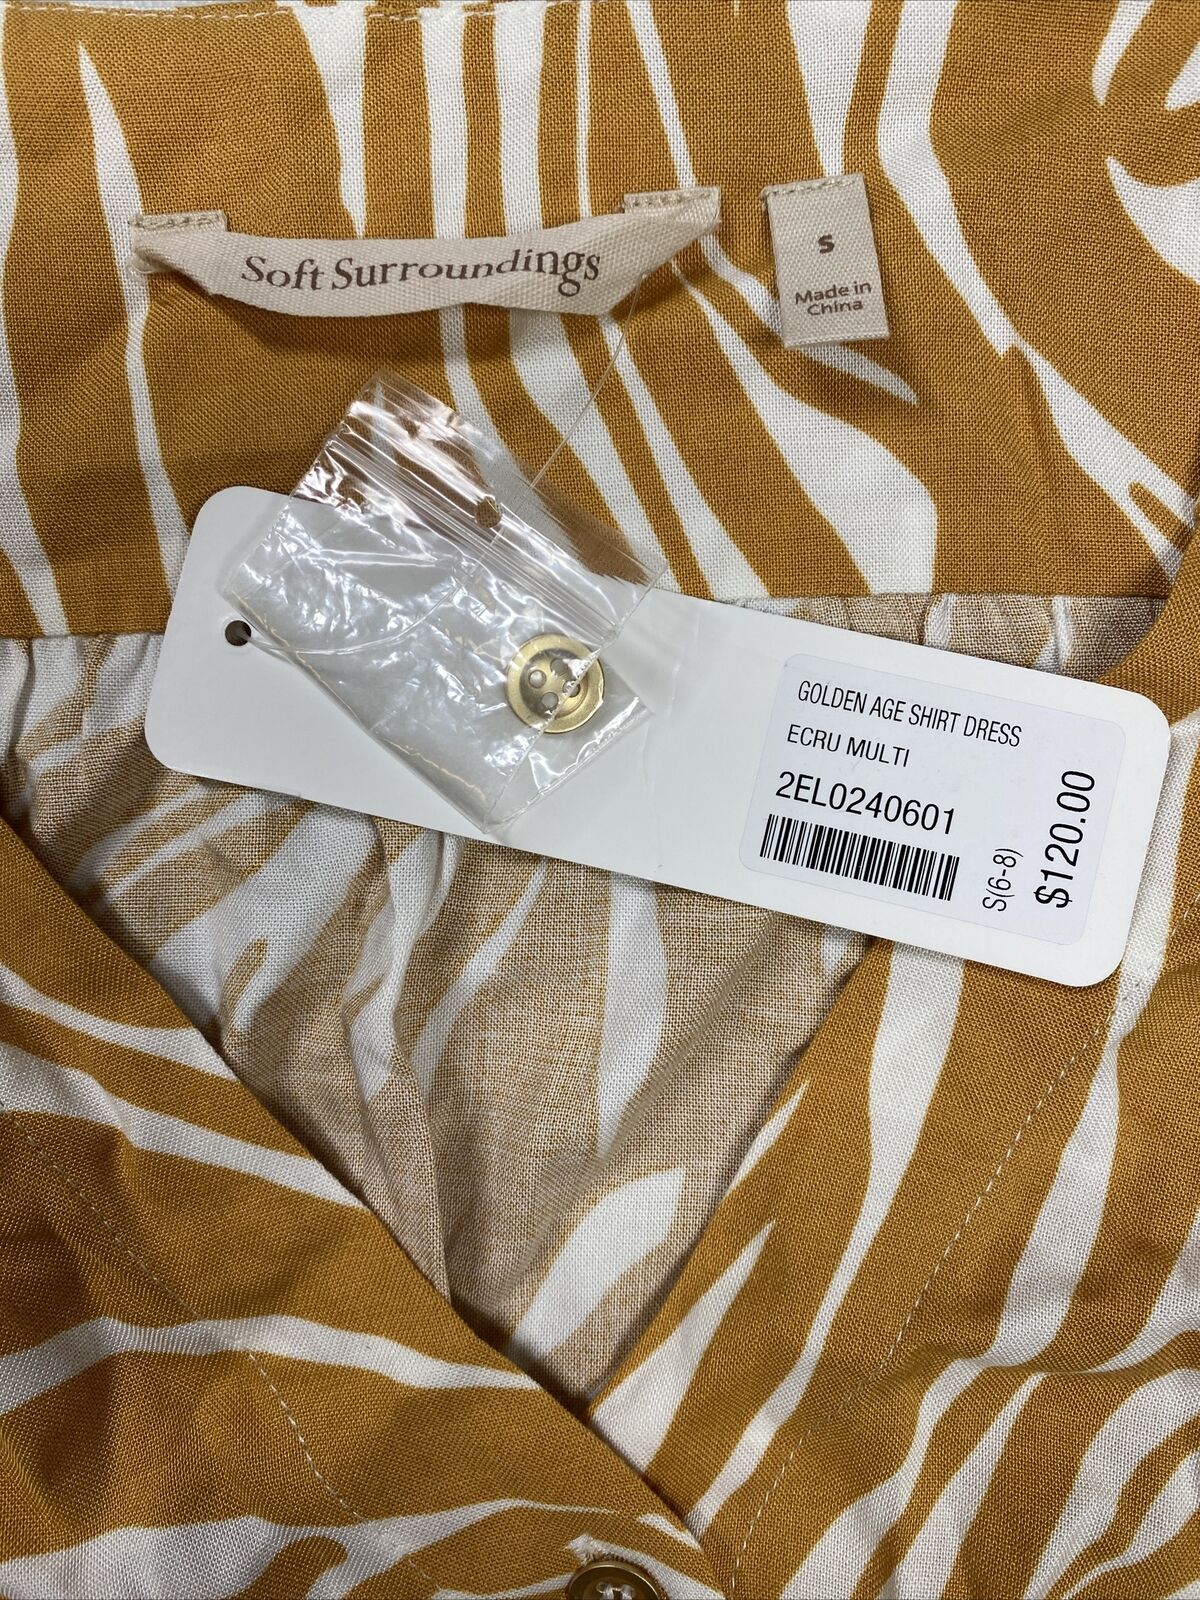 Soft Surroundings
S
Made in
China
GOLDEN AGE SHIRT DRESS
ECRU MULTI
2EL0240601
S(6-8)
$120.00